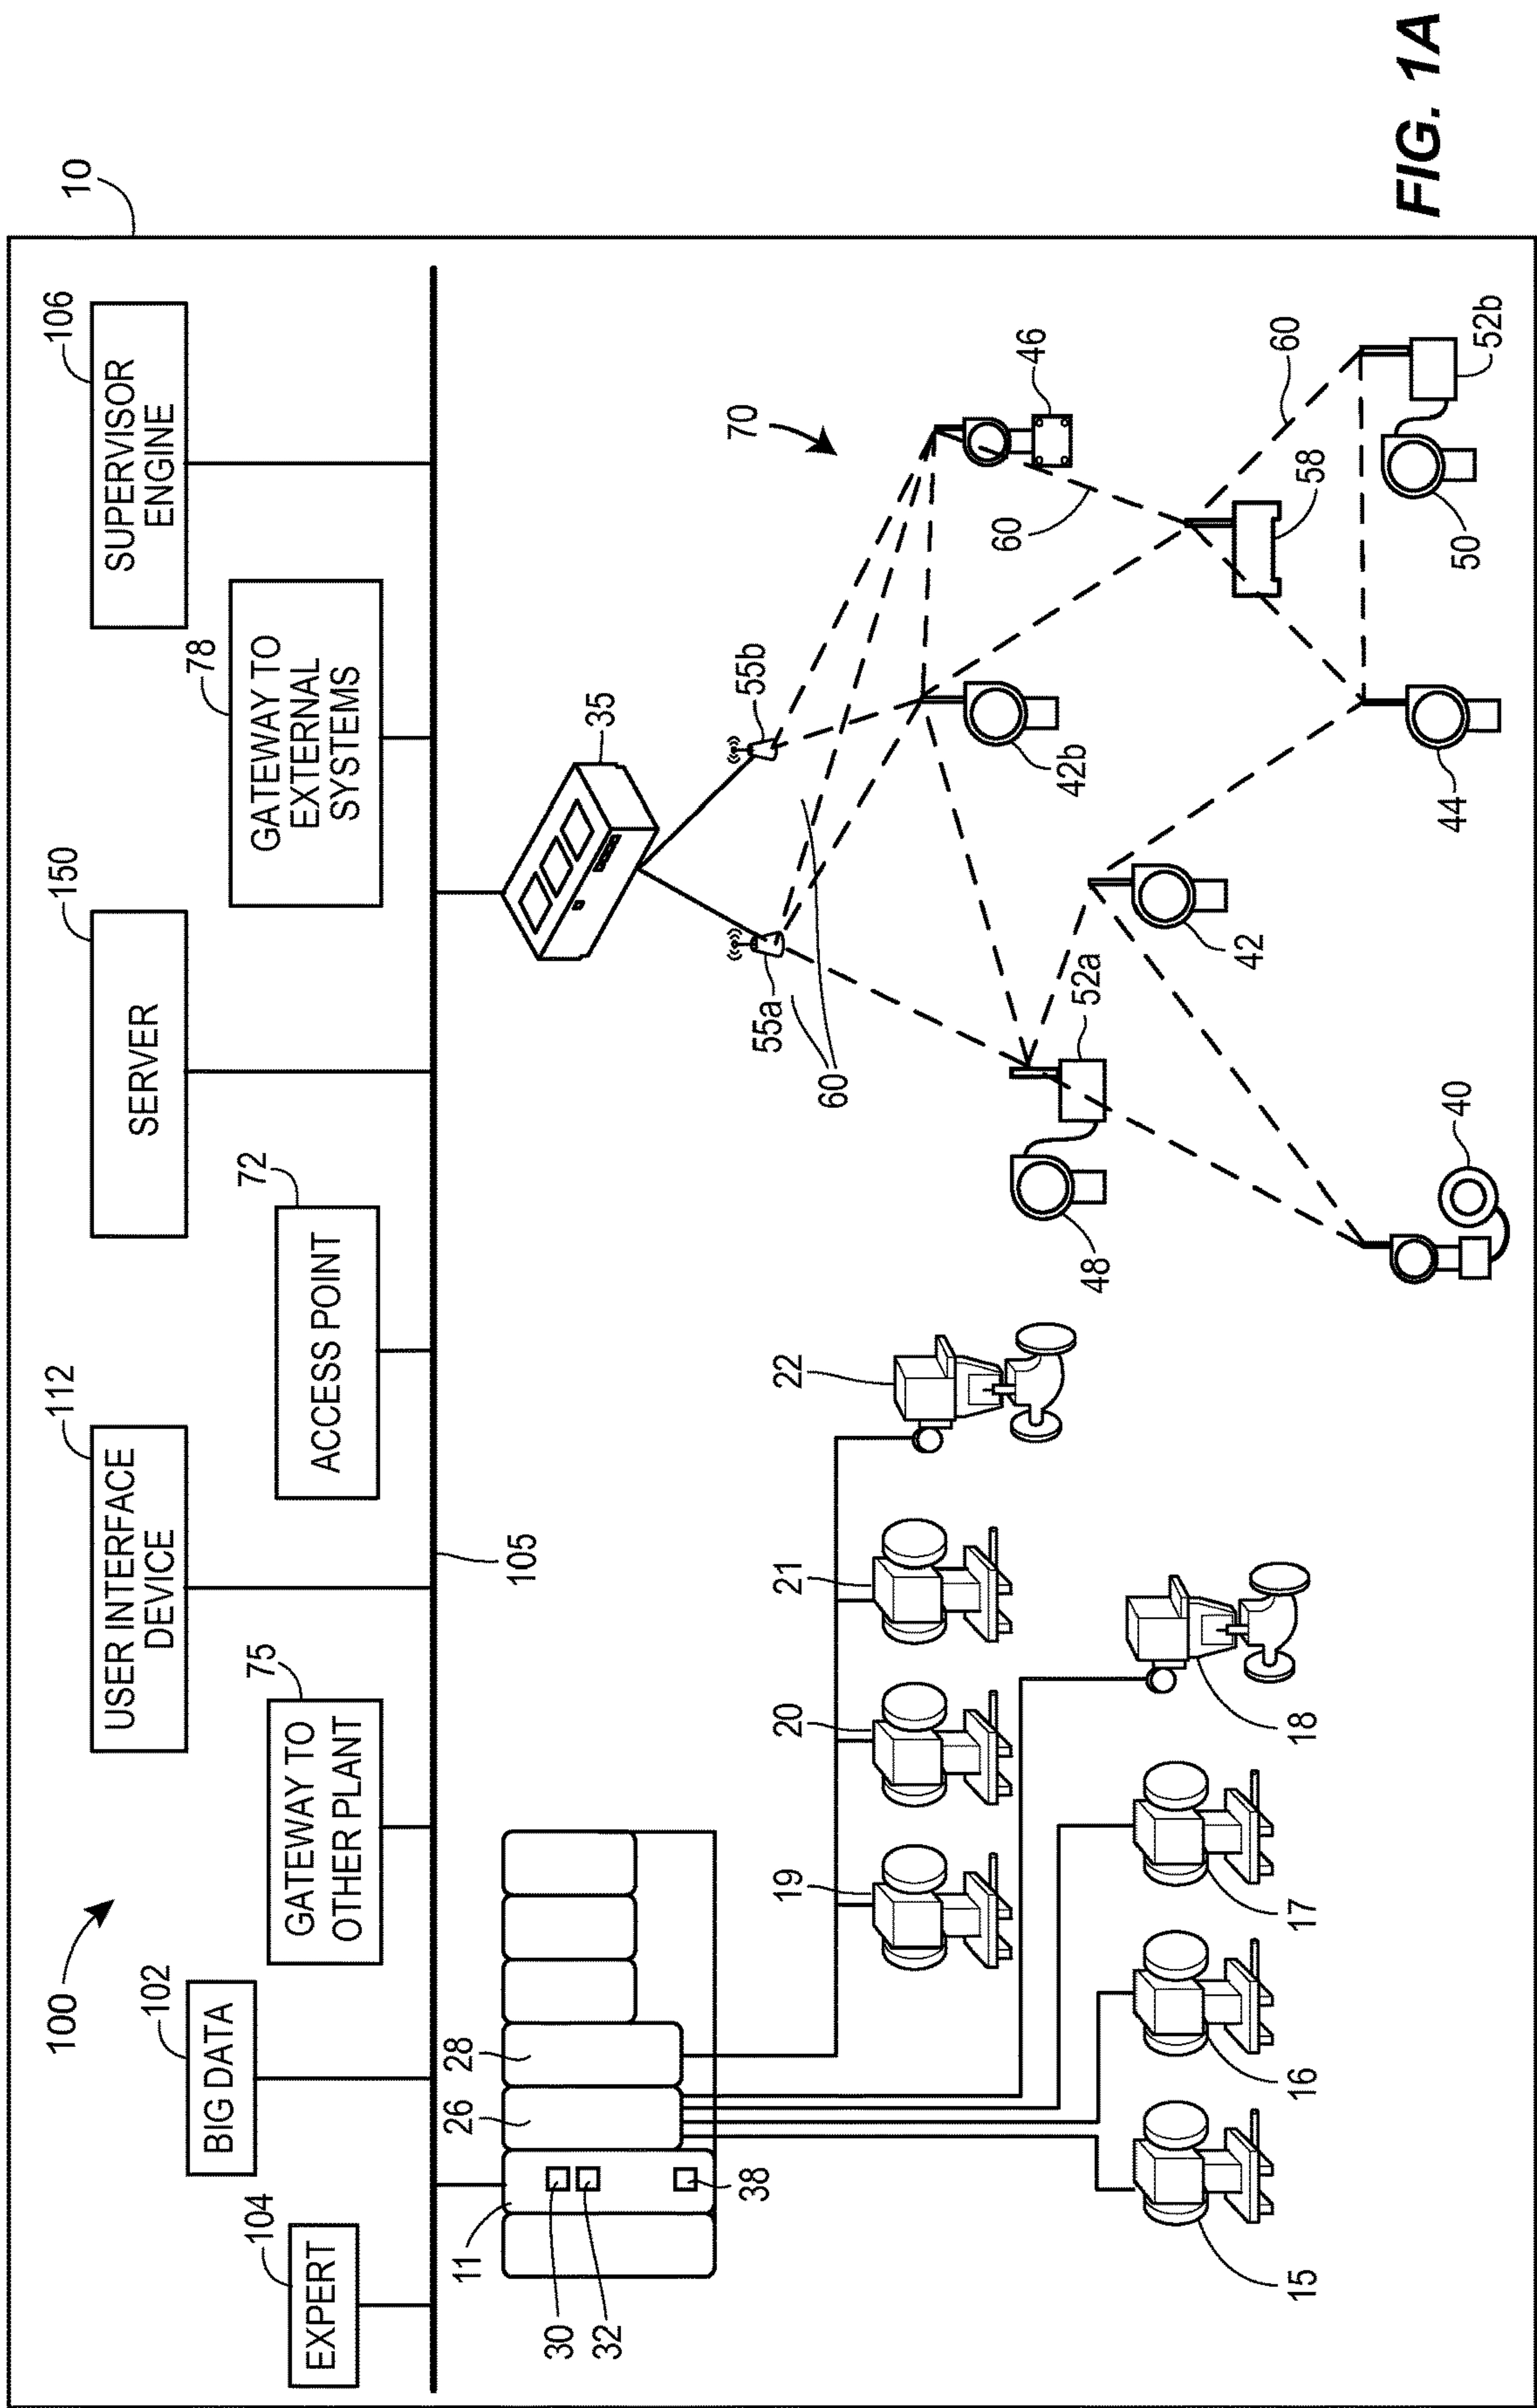 10
100
104
EXPERT
102
BIG DATA
75
GATEWAY TO
OTHER PLANT
112
USER INTERFACE
DEVICE
72
ACCESS POINT
150
SERVER
78
GATEWAY TO
EXTERNAL
SYSTEMS
106
SUPERVISOR
ENGINE
105
11
26
28
30
32
38
35
19
20
21
22
15
16
17
18
55a
55b
60
70
46
60
60
42b
52a
48
42
58
52b
50
44
40
FIG. 1A